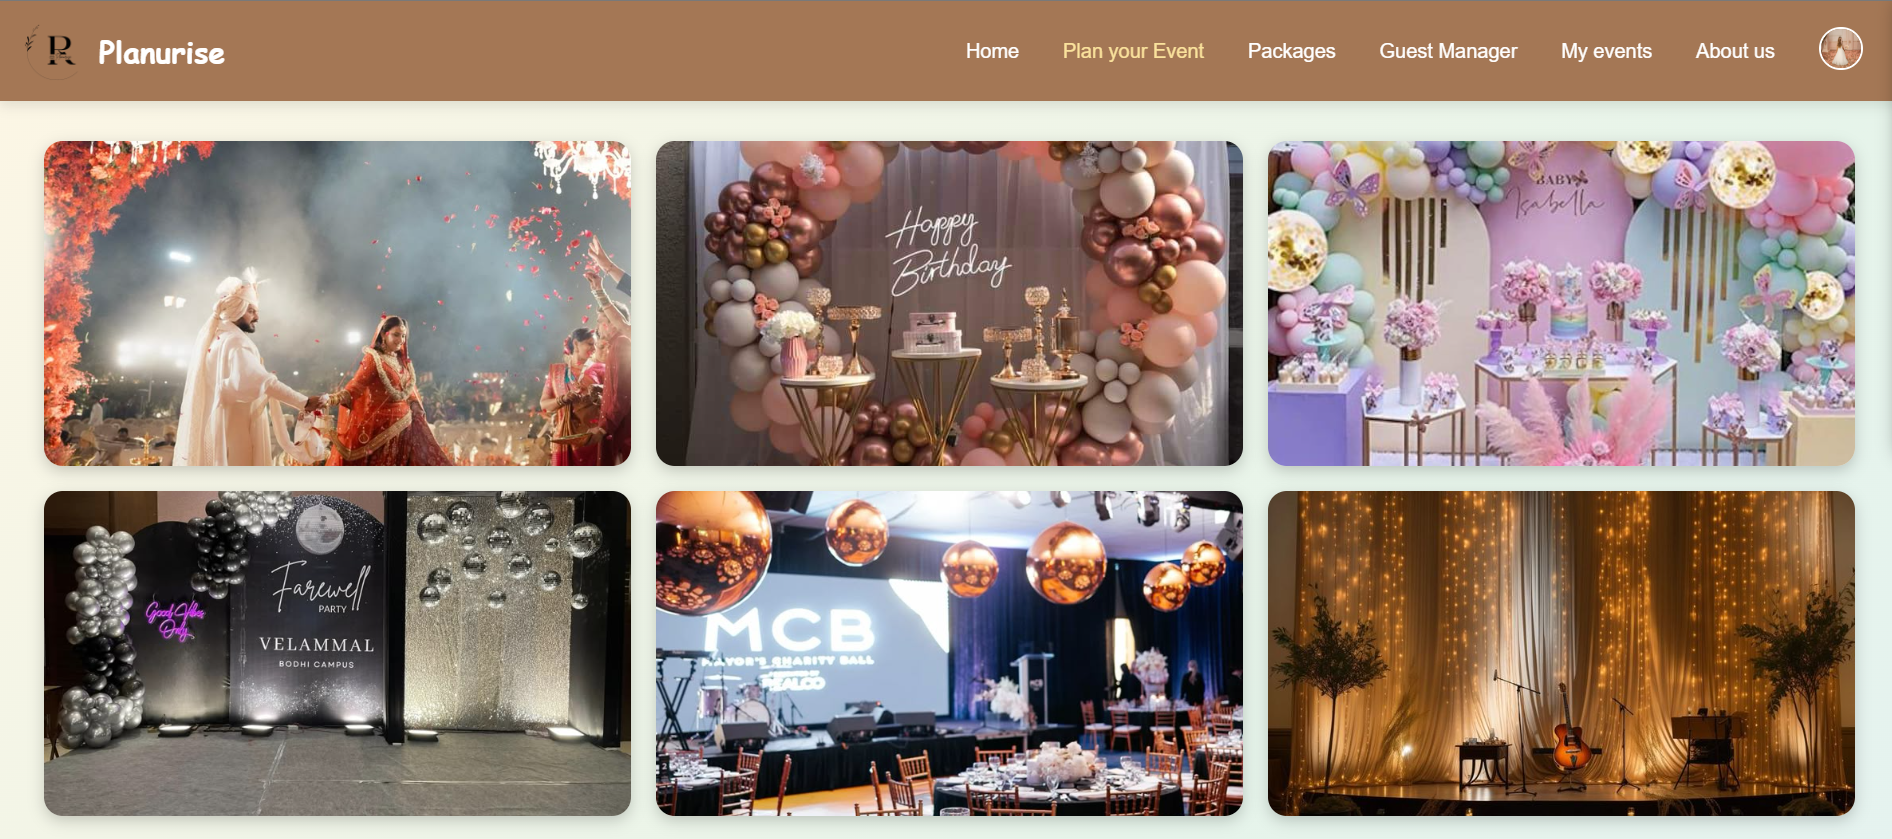 R
Planurise
Home
Plan your Event
Packages
Guest Manager
My events
About us
Happy
Birthday
BABY
Isabella
Good Vibes
Only
Farewell
PARTY
VELAMMAL
BODHI CAMPUS
MCB
MAYOR'S CHARITY BALL